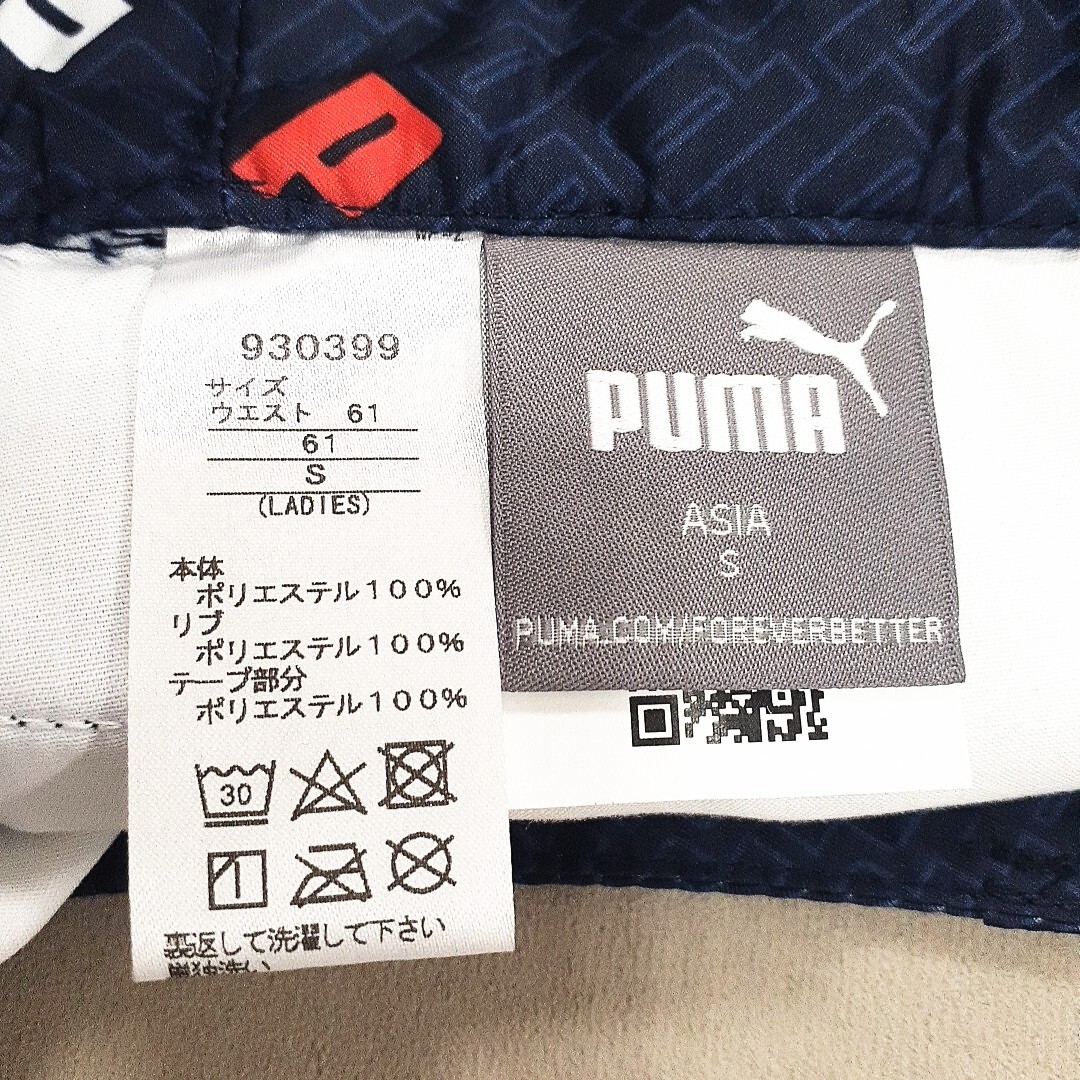 930399
サイズ
ウエスト 61
61
S
(LADIES)
本体
ポリエステル100%
リブ
ポリエステル100%
テープ部分
ポリエステル100%
30
裏返して洗濯して下さい
PUMA
ASIA
S
PUMA.COM/FOREVERBETTER